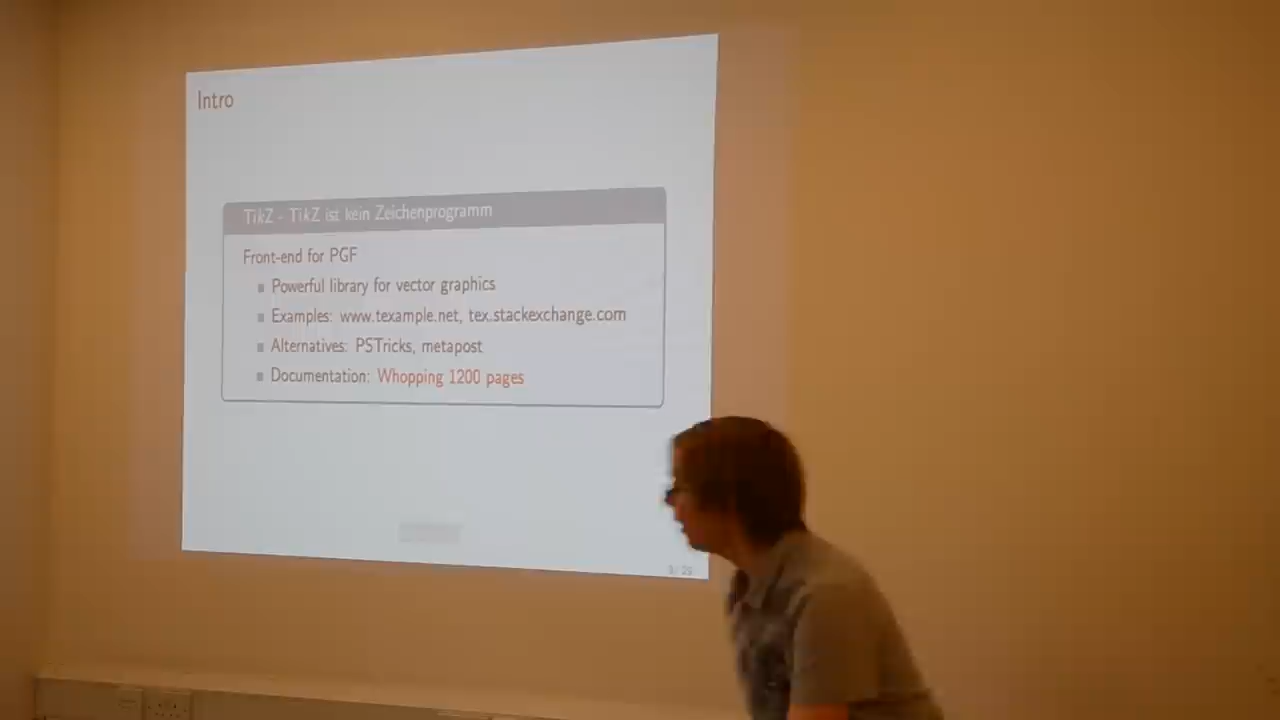 Intro
TikZ - TikZ ist kein Zeichenprogramm
Front-end for PGF
Powerful library for vector graphics
Examples: www.texample.net, tex.stackexchange.com
Alternatives: PSTricks, metapost
Documentation: Whopping 1200 pages